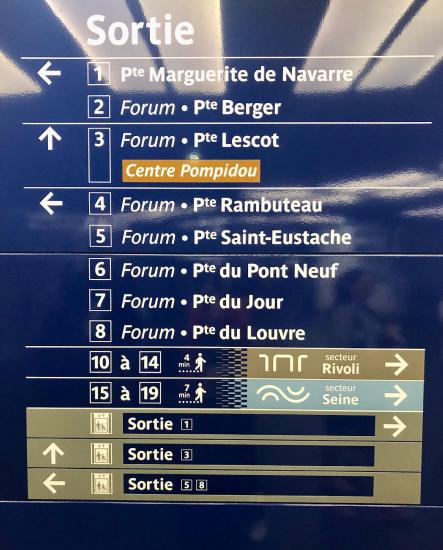 Sortie
1 Pte Marguerite de Navarre
2 Forum • Pte Berger
3 Forum • Pte Lescot
Centre Pompidou
4 Forum • Pte Rambuteau
5 Forum • Pte Saint-Eustache
6 Forum • Pte du Pont Neuf
7 Forum • Pte du Jour
8 Forum • Pte du Louvre
10 à 14 4 min secteur Rivoli
15 à 19 7 min secteur Seine
Sortie 1
Sortie 3
Sortie 5 8